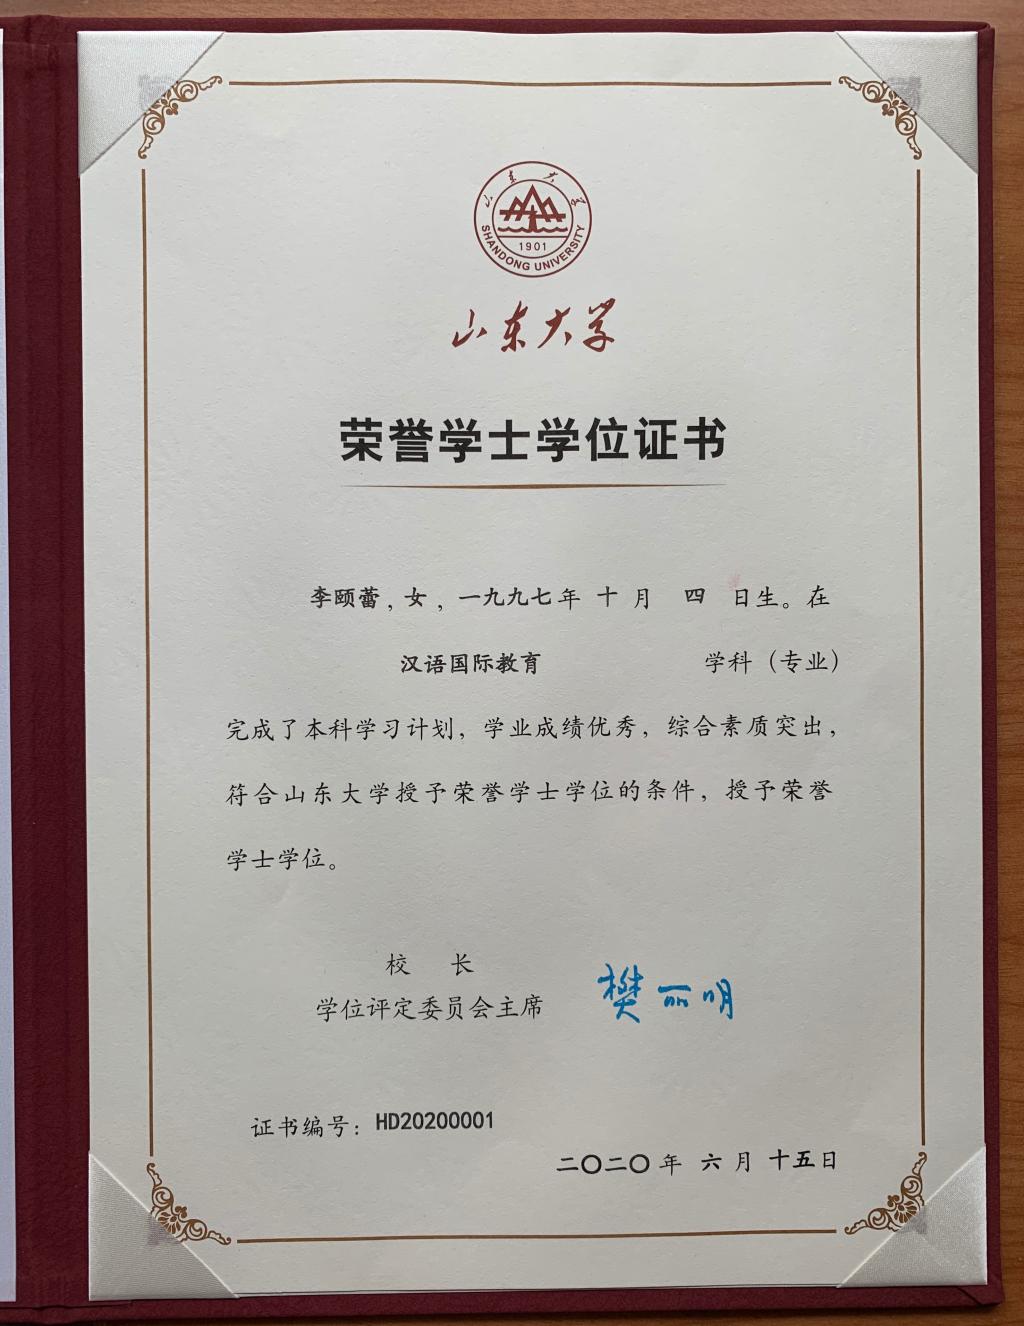 山东大学
SHANDONG UNIVERSITY
1901
山东大学
荣誉学士学位证书
李颐蕾，女，一九九七年 十 月 四 日生。在
汉语国际教育 学科（专业）
完成了本科学习计划，学业成绩优秀，综合素质突出，
符合山东大学授予荣誉学士学位的条件，授予荣誉
学士学位。
校 长
学位评定委员会主席
樊丽明
证书编号：HD20200001
二〇二〇年 六 月 十五日